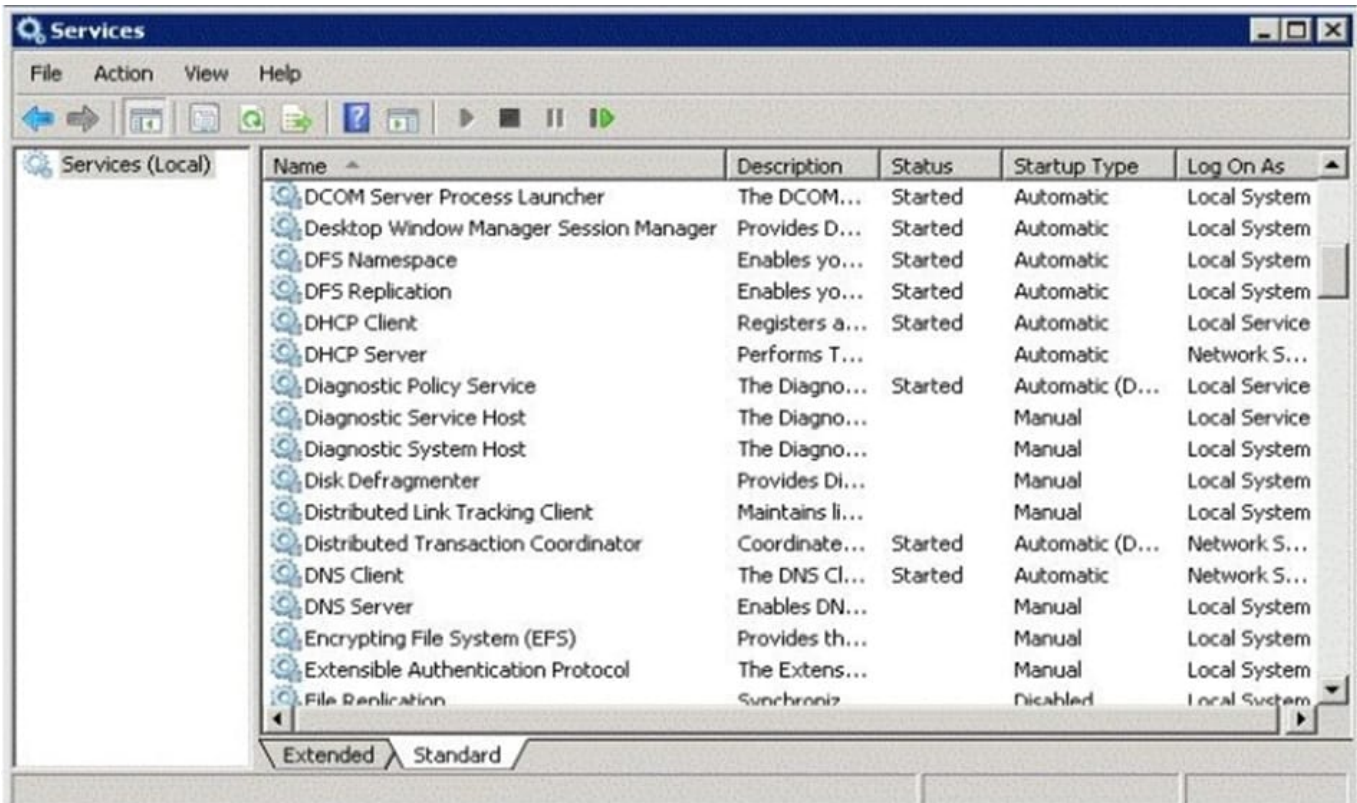 Services
File Action View Help
Services (Local)
Name Description Status Startup Type Log On As
DCOM Server Process Launcher The DCOM... Started Automatic Local System
Desktop Window Manager Session Manager Provides D... Started Automatic Local System
DFS Namespace Enables yo... Started Automatic Local System
DFS Replication Enables yo... Started Automatic Local System
DHCP Client Registers a... Started Automatic Local Service
DHCP Server Performs T... Automatic Network S...
Diagnostic Policy Service The Diagno... Started Automatic (D... Local Service
Diagnostic Service Host The Diagno... Manual Local Service
Diagnostic System Host The Diagno... Manual Local System
Disk Defragmenter Provides Di... Manual Local System
Distributed Link Tracking Client Maintains li... Manual Local System
Distributed Transaction Coordinator Coordinate... Started Automatic (D... Network S...
DNS Client The DNS Cl... Started Automatic Network S...
DNS Server Enables DN... Manual Local System
Encrypting File System (EFS) Provides th... Manual Local System
Extensible Authentication Protocol The Extens... Manual Local System
File Replication Synchroniz Disabled Local System
Extended Standard